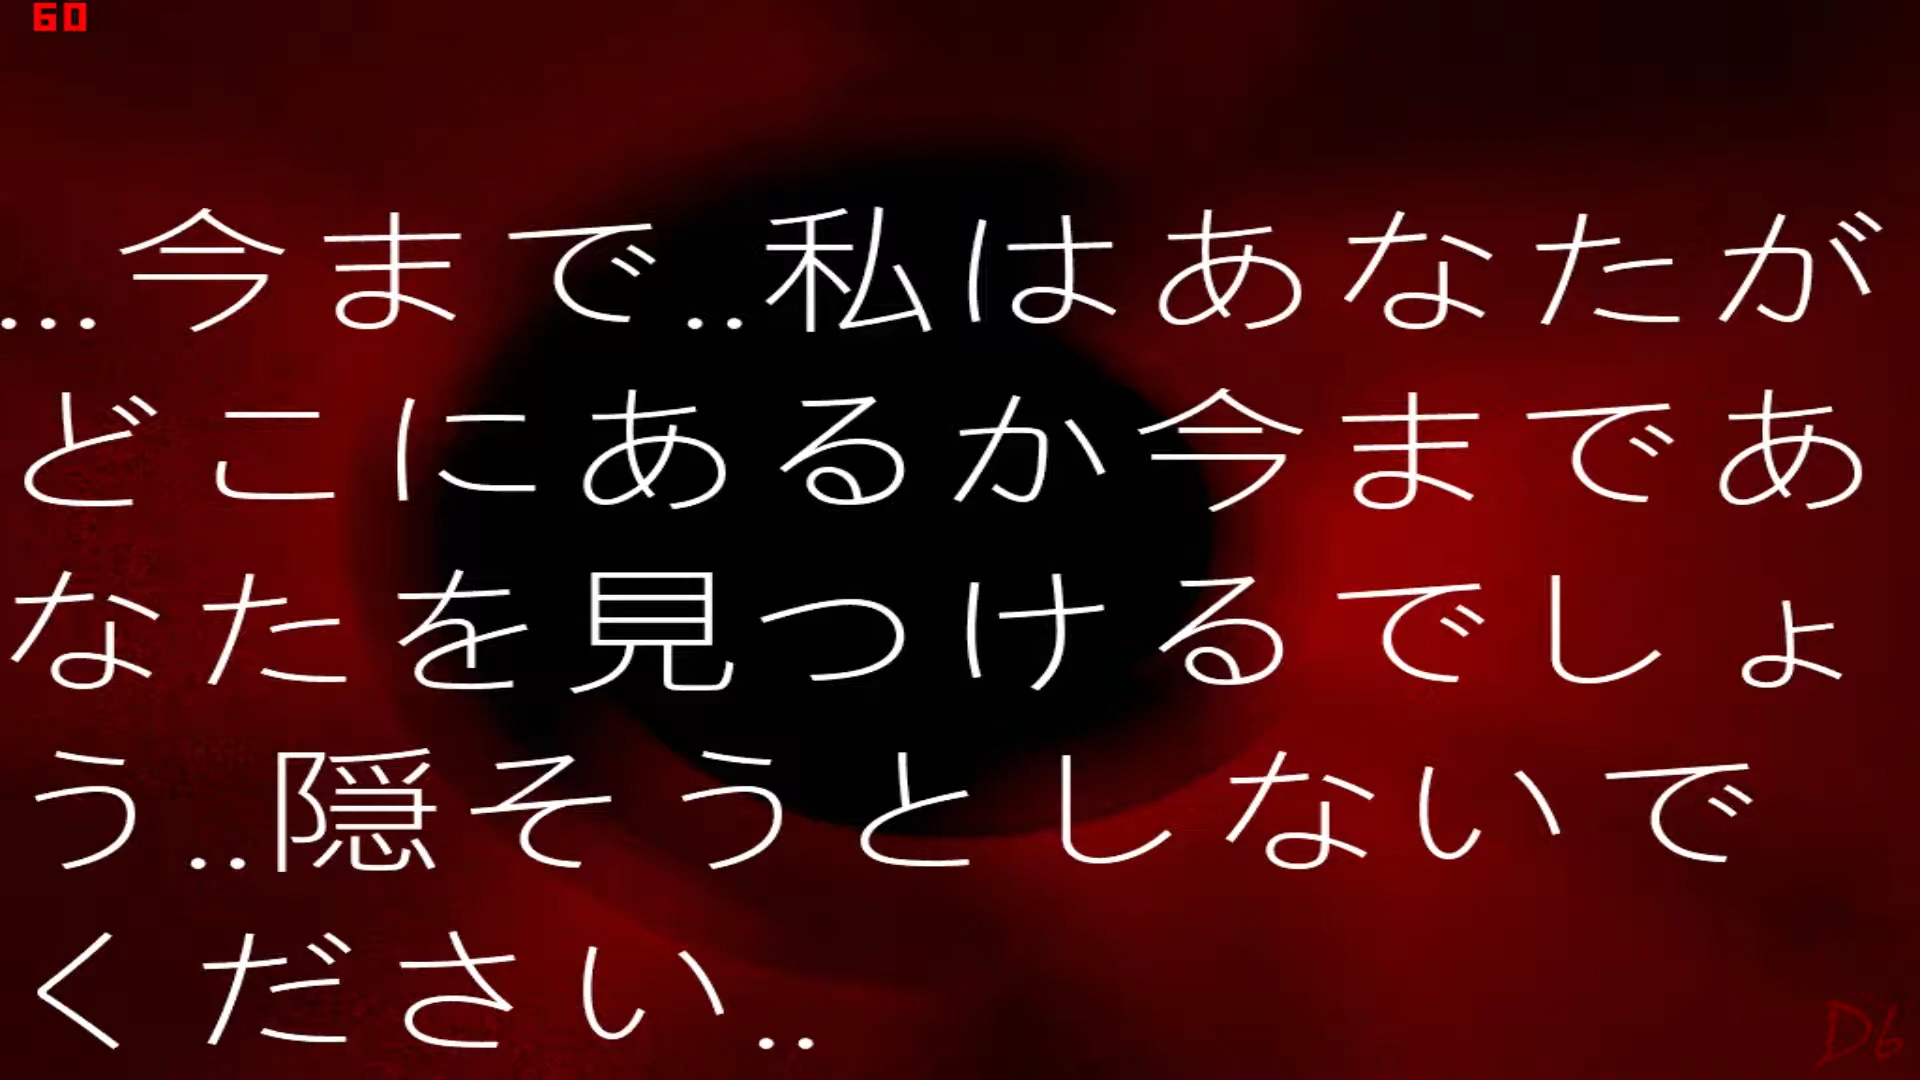 60
...今まで..私はあなたが
どこにあるか今まであ
なたを見つけるでしょ
う..隠そうとしないで
ください..
D6